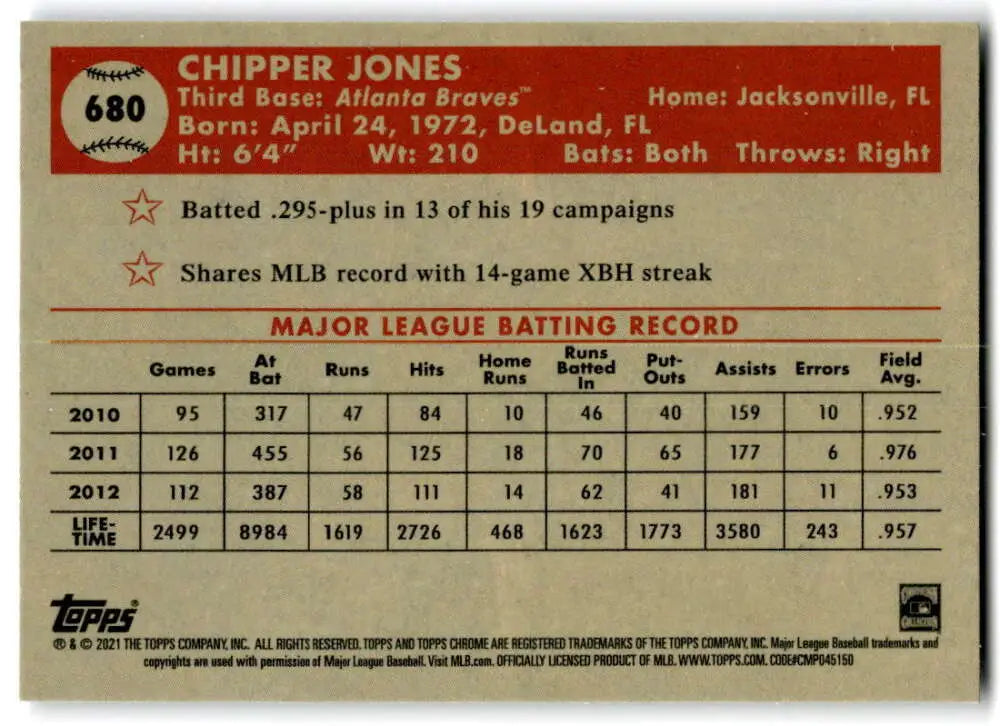 680
CHIPPER JONES
Third Base: Atlanta Braves™ Home: Jacksonville, FL
Born: April 24, 1972, DeLand, FL
Ht: 6'4" Wt: 210 Bats: Both Throws: Right
Batted .295-plus in 13 of his 19 campaigns
Shares MLB record with 14-game XBH streak
MAJOR LEAGUE BATTING RECORD
Games At Bat Runs Hits Home Runs Runs Batted In Put-Outs Assists Errors Field Avg.
2010 95 317 47 84 10 46 40 159 10 .952
2011 126 455 56 125 18 70 65 177 6 .976
2012 112 387 58 111 14 62 41 181 11 .953
LIFE-TIME 2499 8984 1619 2726 468 1623 1773 3580 243 .957
topps
® & © 2021 THE TOPPS COMPANY, INC. ALL RIGHTS RESERVED. TOPPS AND TOPPS CHROME ARE REGISTERED TRADEMARKS OF THE TOPPS COMPANY, INC. Major League Baseball trademarks and
copyrights are used with permission of Major League Baseball. Visit MLB.com. OFFICIALLY LICENSED PRODUCT OF MLB. WWW.TOPPS.COM. CODE#CMP045150